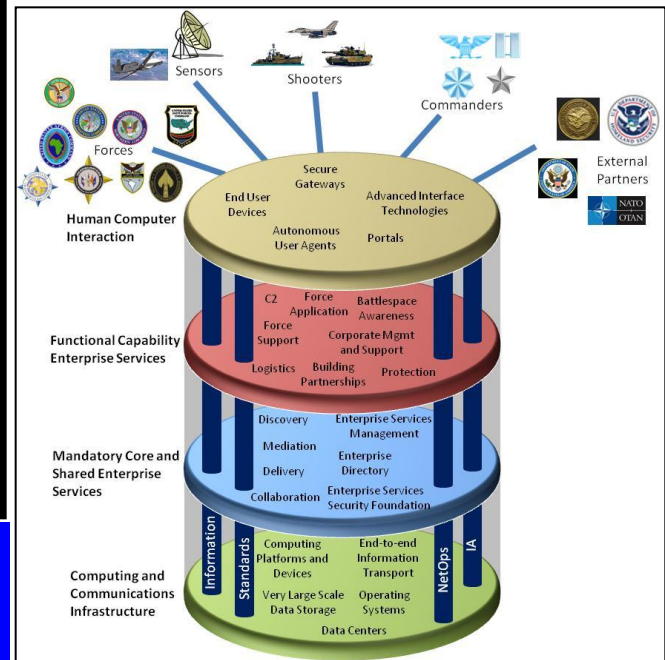 Sensors
Shooters
Commanders
Forces
External
Partners
NATO
OTAN
Human Computer
Interaction
Secure
Gateways
End User
Devices
Advanced Interface
Technologies
Autonomous
User Agents
Portals
Functional Capability
Enterprise Services
C2
Force
Application
Battlespace
Awareness
Force
Support
Corporate Mgmt
and Support
Logistics
Building
Partnerships
Protection
Mandatory Core and
Shared Enterprise
Services
Discovery
Enterprise Services
Management
Mediation
Enterprise
Directory
Delivery
Collaboration
Enterprise Services
Security Foundation
Computing and
Communications
Infrastructure
Information
Standards
Computing
Platforms and
Devices
End-to-end
Information
Transport
Very Large Scale
Data Storage
Operating
Systems
Data Centers
NetOps
IA